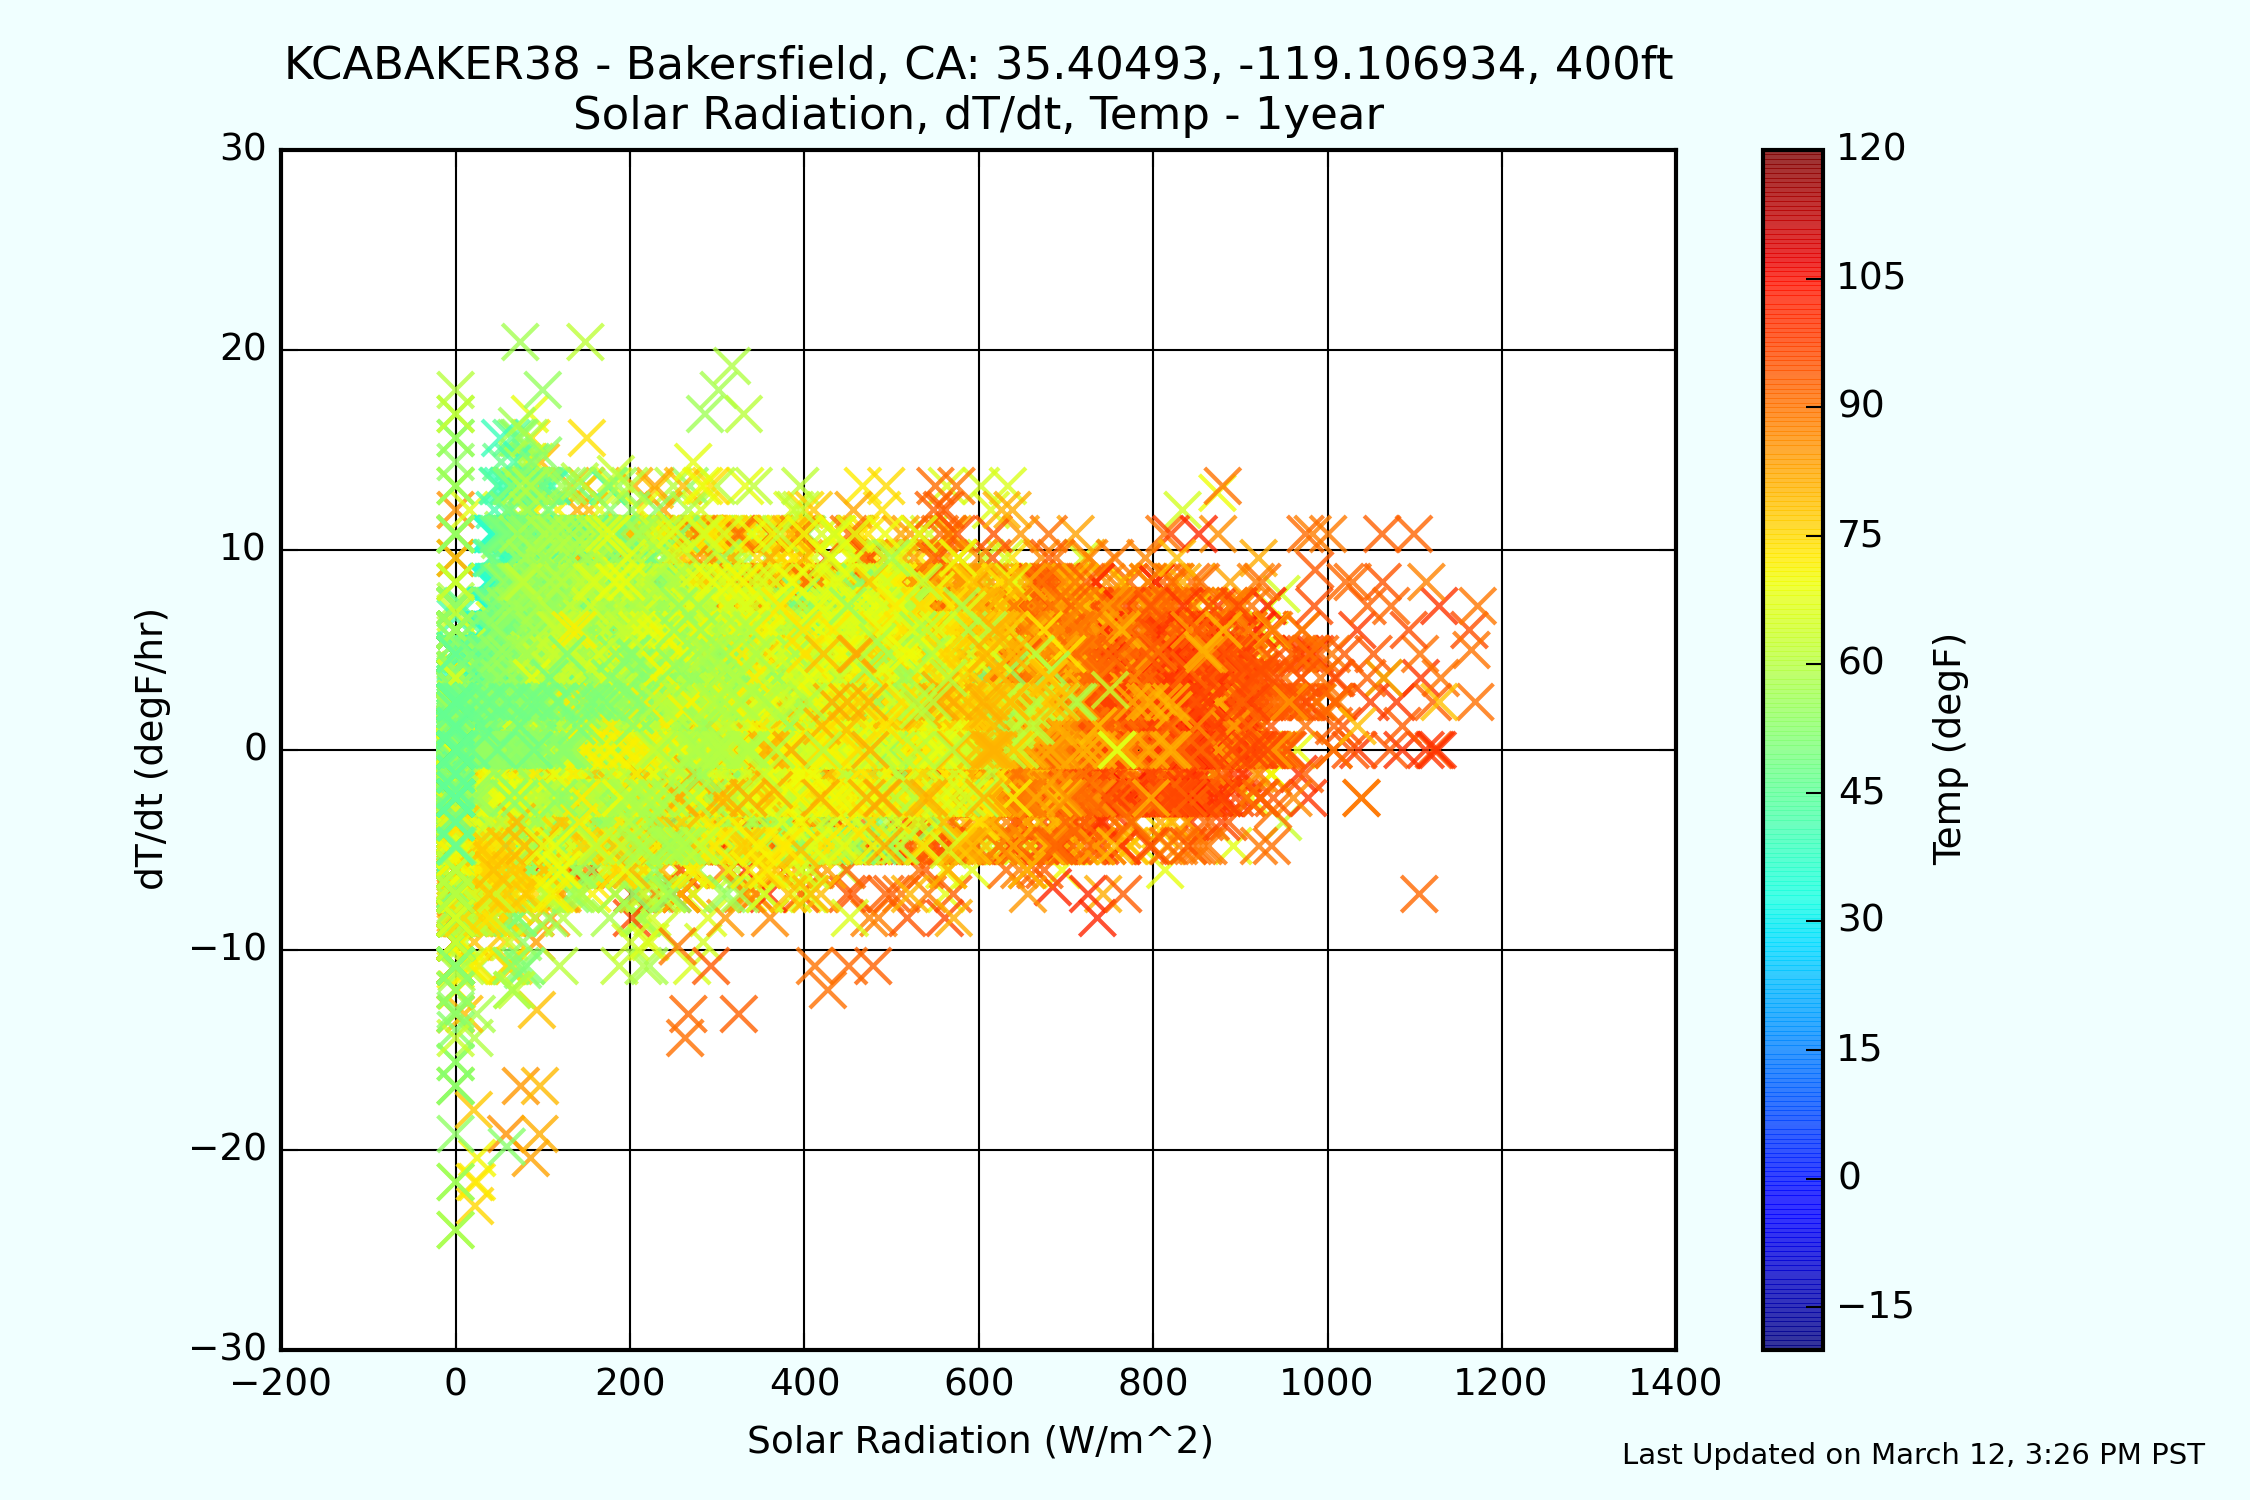 KCABAKER38 - Bakersfield, CA: 35.40493, -119.106934, 400ft
Solar Radiation, dT/dt, Temp - 1year
30
20
10
0
−10
−20
−30
dT/dt (degF/hr)
−200 0 200 400 600 800 1000 1200 1400
Solar Radiation (W/m^2)
120
105
90
75
60
45
30
15
0
−15
Temp (degF)
Last Updated on March 12, 3:26 PM PST